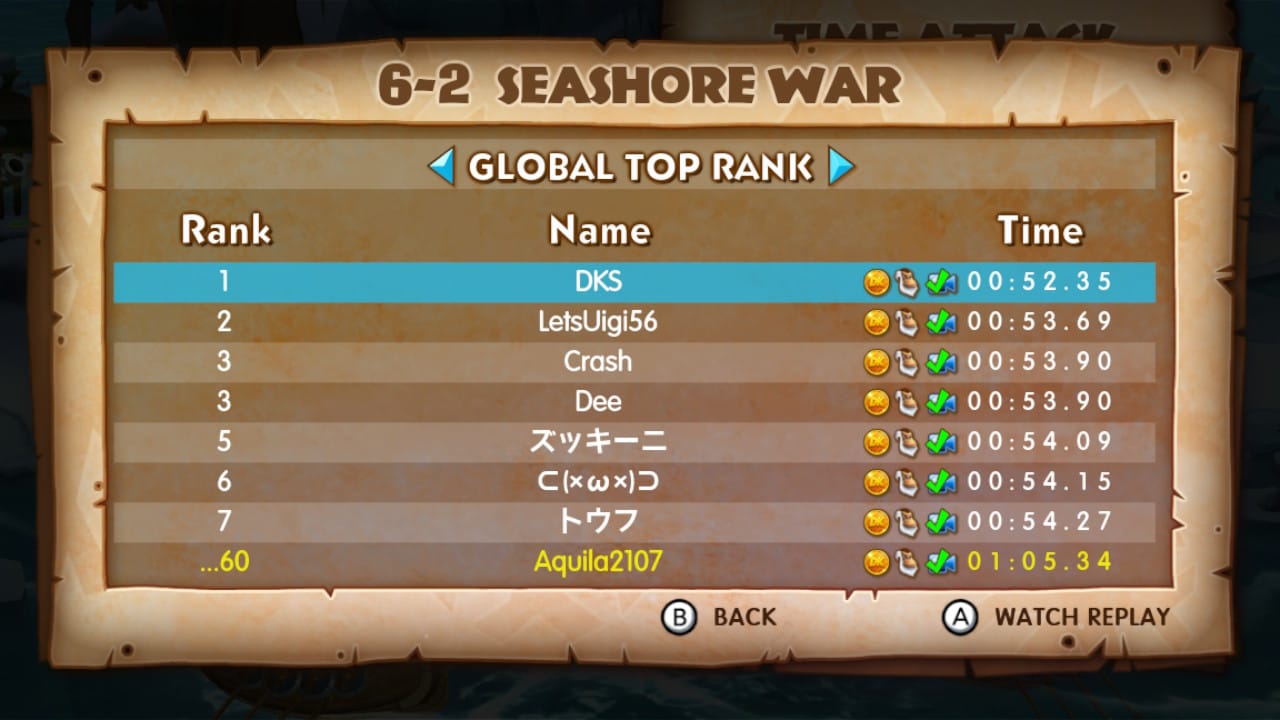 TIME ATTACK
6-2 SEASHORE WAR
GLOBAL TOP RANK
Rank Name Time
1 DKS 00:52.35
2 LetsUigi56 00:53.69
3 Crash 00:53.90
3 Dee 00:53.90
5 ズッキーニ 00:54.09
6 ⊂(×ω×)⊃ 00:54.15
7 トウフ 00:54.27
...60 Aquila2107 01:05.34
B BACK A WATCH REPLAY